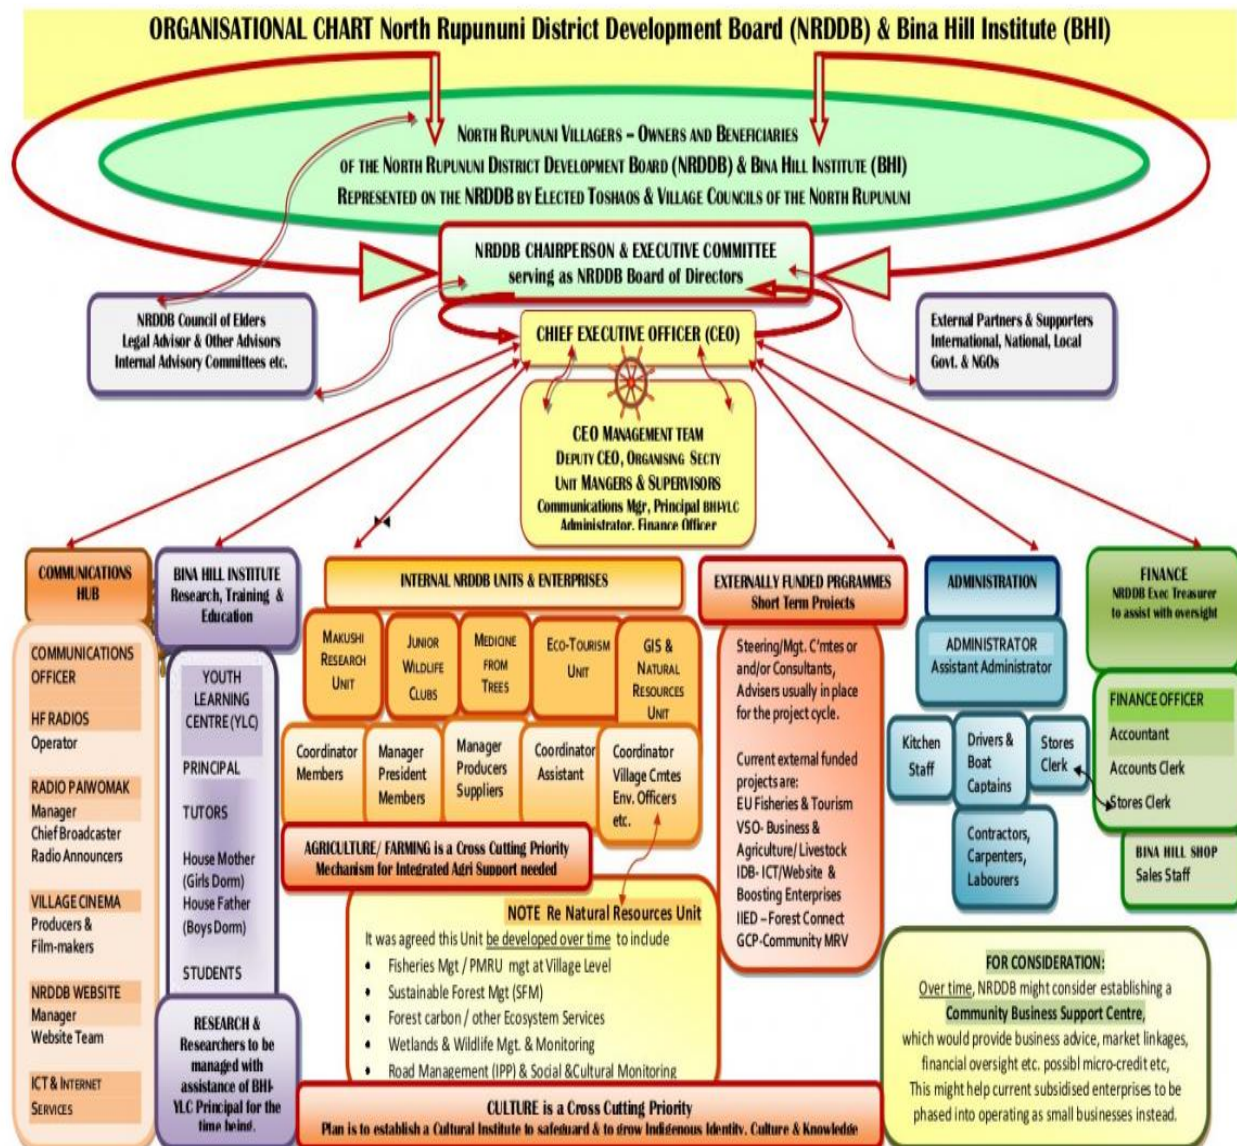 ORGANISATIONAL CHART North Rupununi District Development Board (NRDDB) & Bina Hill Institute (BHI)
NORTH RUPUNUNI VILLAGERS – OWNERS AND BENEFICIARIES
OF THE NORTH RUPUNUNI DISTRICT DEVELOPMENT BOARD (NRDDB) & BINA HILL INSTITUTE (BHI)
REPRESENTED ON THE NRDDB BY ELECTED TOSHAOS & VILLAGE COUNCILS OF THE NORTH RUPUNUNI
NRDDB CHAIRPERSON & EXECUTIVE COMMITTEE
serving as NRDDB Board of Directors
NRDDB Council of Elders
Legal Advisor & Other Advisors
Internal Advisory Committees etc.
CHIEF EXECUTIVE OFFICER (CEO)
External Partners & Supporters
International, National, Local
Govt. & NGOs
CEO MANAGEMENT TEAM
DEPUTY CEO, ORGANISING SECTY
UNIT MANGERS & SUPERVISORS
Communications Mgr, Principal BHI-YLC
Administrator, Finance Officer
COMMUNICATIONS
HUB
COMMUNICATIONS
OFFICER
HF RADIOS
Operator
RADIO PAIWOMAK
Manager
Chief Broadcaster
Radio Announcers
VILLAGE CINEMA
Producers &
Film-makers
NRDDB WEBSITE
Manager
Website Team
ICT & INTERNET
SERVICES
BINA HILL INSTITUTE
Research, Training &
Education
YOUTH
LEARNING
CENTRE (YLC)
PRINCIPAL
TUTORS
House Mother
(Girls Dorm)
House Father
(Boys Dorm)
STUDENTS
RESEARCH &
Researchers to be
managed with
assistance of BHI-
YLC Principal for the
time being.
INTERNAL NRDDB UNITS & ENTERPRISES
MAKUSHI
RESEARCH
UNIT
JUNIOR
WILDLIFE
CLUBS
MEDICINE
FROM
TREES
ECO-TOURISM
UNIT
GIS &
NATURAL
RESOURCES
UNIT
Coordinator
Members
Manager
President
Members
Manager
Producers
Suppliers
Coordinator
Assistant
Coordinator
Village Cmtes
Env. Officers
etc.
AGRICULTURE/ FARMING is a Cross Cutting Priority
Mechanism for Integrated Agri Support needed
NOTE Re Natural Resources Unit
It was agreed this Unit be developed over time to include
• Fisheries Mgt / PMRU mgt at Village Level
• Sustainable Forest Mgt (SFM)
• Forest carbon / other Ecosystem Services
• Wetlands & Wildlife Mgt. & Monitoring
• Road Management (IPP) & Social &Cultural Monitoring
CULTURE is a Cross Cutting Priority
Plan is to establish a Cultural Institute to safeguard & to grow Indigenous Identity, Culture & Knowledge
EXTERNALLY FUNDED PRGRAMMES
Short Term Projects
Steering/Mgt. C'mtes or
and/or Consultants,
Advisers usually in place
for the project cycle.
Current external funded
projects are:
EU Fisheries & Tourism
VSO- Business &
Agriculture/ Livestock
IDB- ICT/Website &
Boosting Enterprises
IIED – Forest Connect
GCP-Community MRV
ADMINISTRATION
ADMINISTRATOR
Assistant Administrator
Kitchen
Staff
Drivers &
Boat
Captains
Stores
Clerk
Contractors,
Carpenters,
Labourers
FINANCE
NRDDB Exec Treasurer
to assist with oversight
FINANCE OFFICER
Accountant
Accounts Clerk
Stores Clerk
BINA HILL SHOP
Sales Staff
FOR CONSIDERATION:
Over time, NRDDB might consider establishing a
Community Business Support Centre,
which would provide business advice, market linkages,
financial oversight etc. possibl micro-credit etc,
This might help current subsidised enterprises to be
phased into operating as small businesses instead.